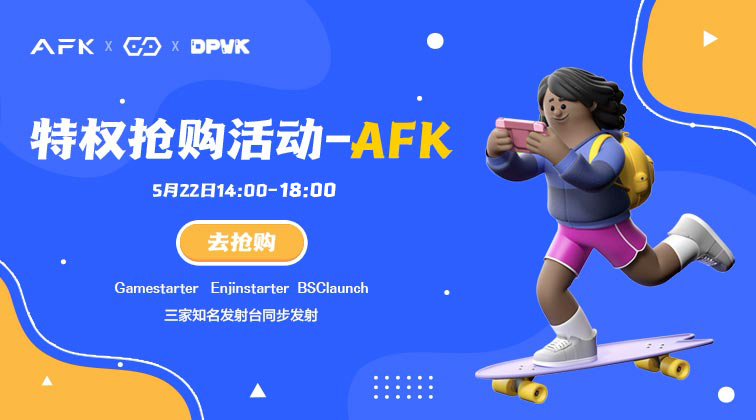 AFK x x DPVK
特权抢购活动-AFK
5月22日14:00-18:00
去抢购
Gamestarter Enjinstarter BSClaunch
三家知名发射台同步发射